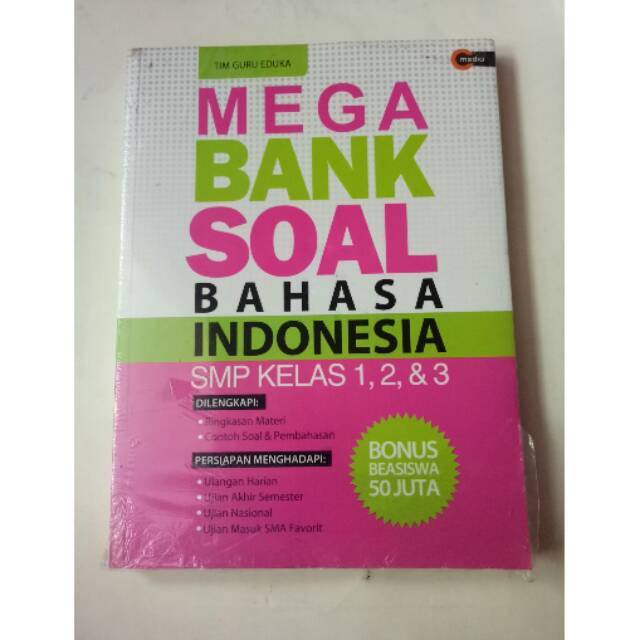 TIM GURU EDUKA
C media
MEGA
BANK
SOAL
BAHASA
INDONESIA
SMP KELAS 1, 2, & 3
DILENGKAPI:
• Ringkasan Materi
• Contoh Soal & Pembahasan
PERSIAPAN MENGHADAPI:
• Ulangan Harian
• Ujian Akhir Semester
• Ujian Nasional
• Ujian Masuk SMA Favorit
BONUS
BEASISWA
50 JUTA